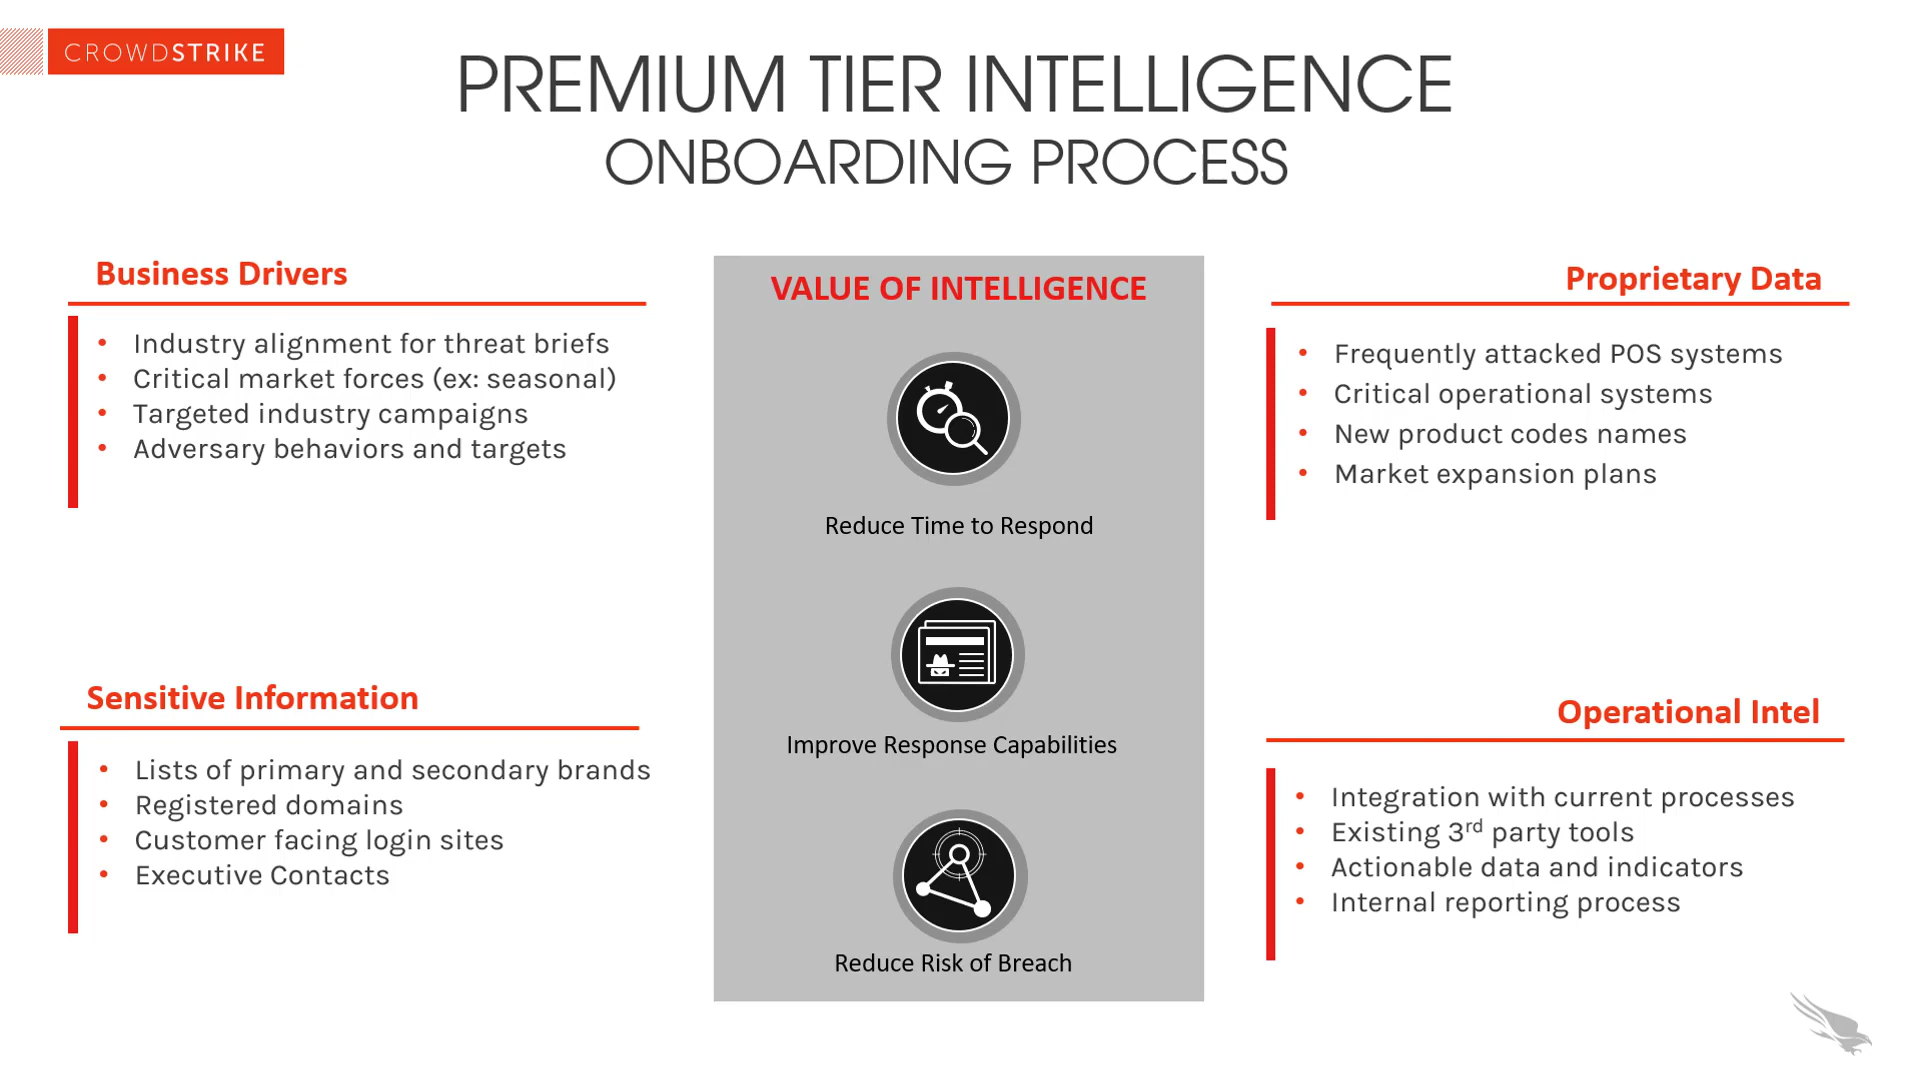 CROWDSTRIKE
PREMIUM TIER INTELLIGENCE
ONBOARDING PROCESS
Business Drivers
• Industry alignment for threat briefs
• Critical market forces (ex: seasonal)
• Targeted industry campaigns
• Adversary behaviors and targets
Sensitive Information
• Lists of primary and secondary brands
• Registered domains
• Customer facing login sites
• Executive Contacts
VALUE OF INTELLIGENCE
Reduce Time to Respond
Improve Response Capabilities
Reduce Risk of Breach
Proprietary Data
• Frequently attacked POS systems
• Critical operational systems
• New product codes names
• Market expansion plans
Operational Intel
• Integration with current processes
• Existing 3rd party tools
• Actionable data and indicators
• Internal reporting process